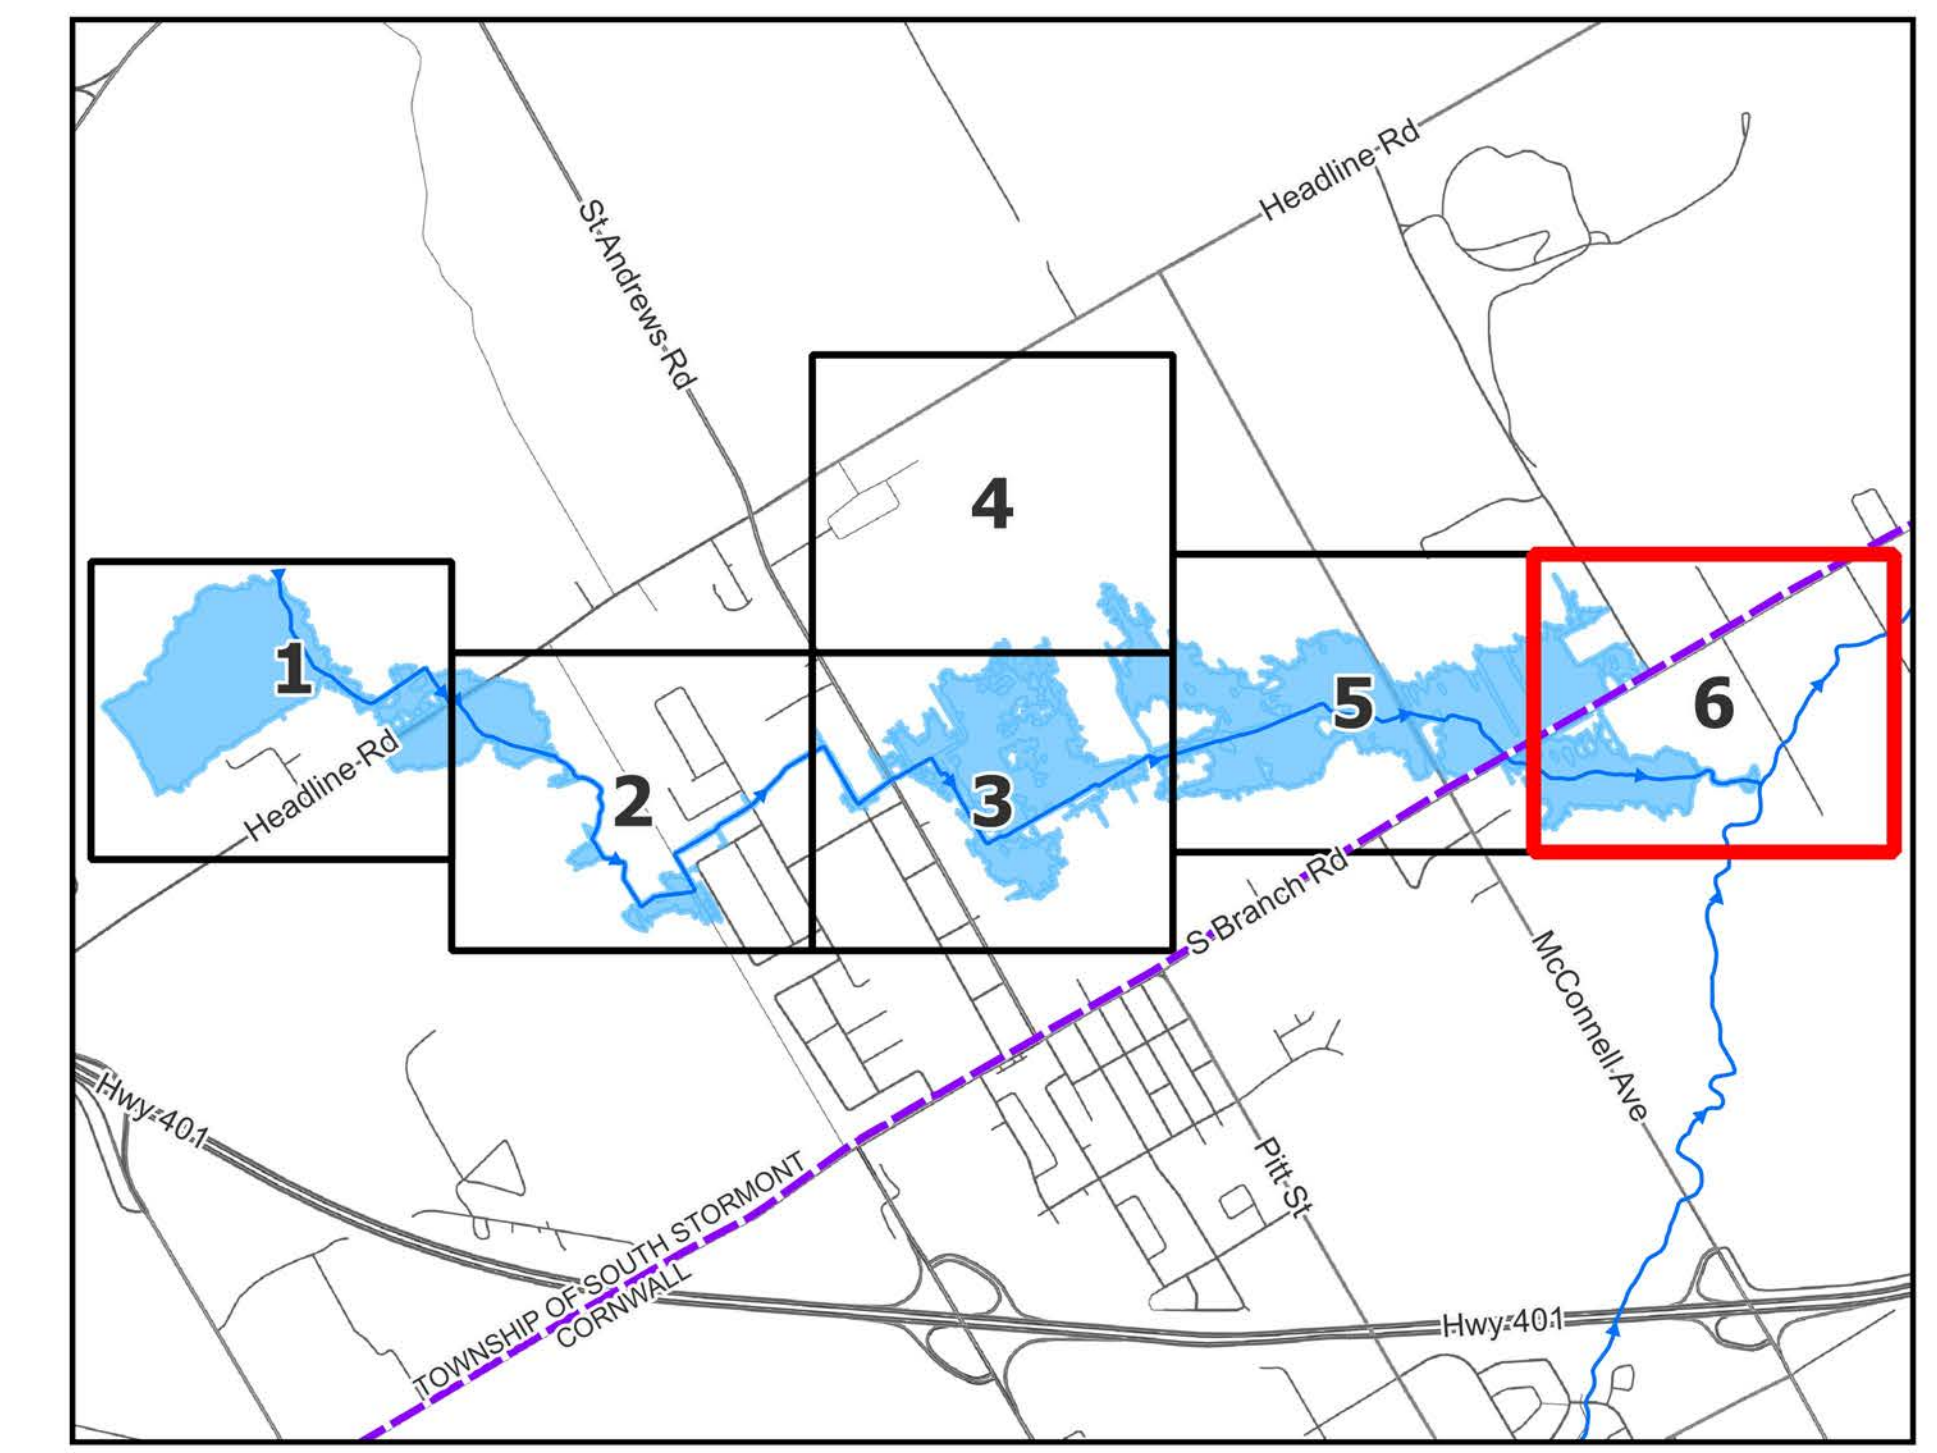 Headline Rd
St Andrews Rd
4
1
5
6
Headline Rd
2
3
S Branch Rd
McConnell Ave
Hwy 401
Pitt St
TOWNSHIP OF SOUTH STORMONT
CORNWALL
Hwy 401